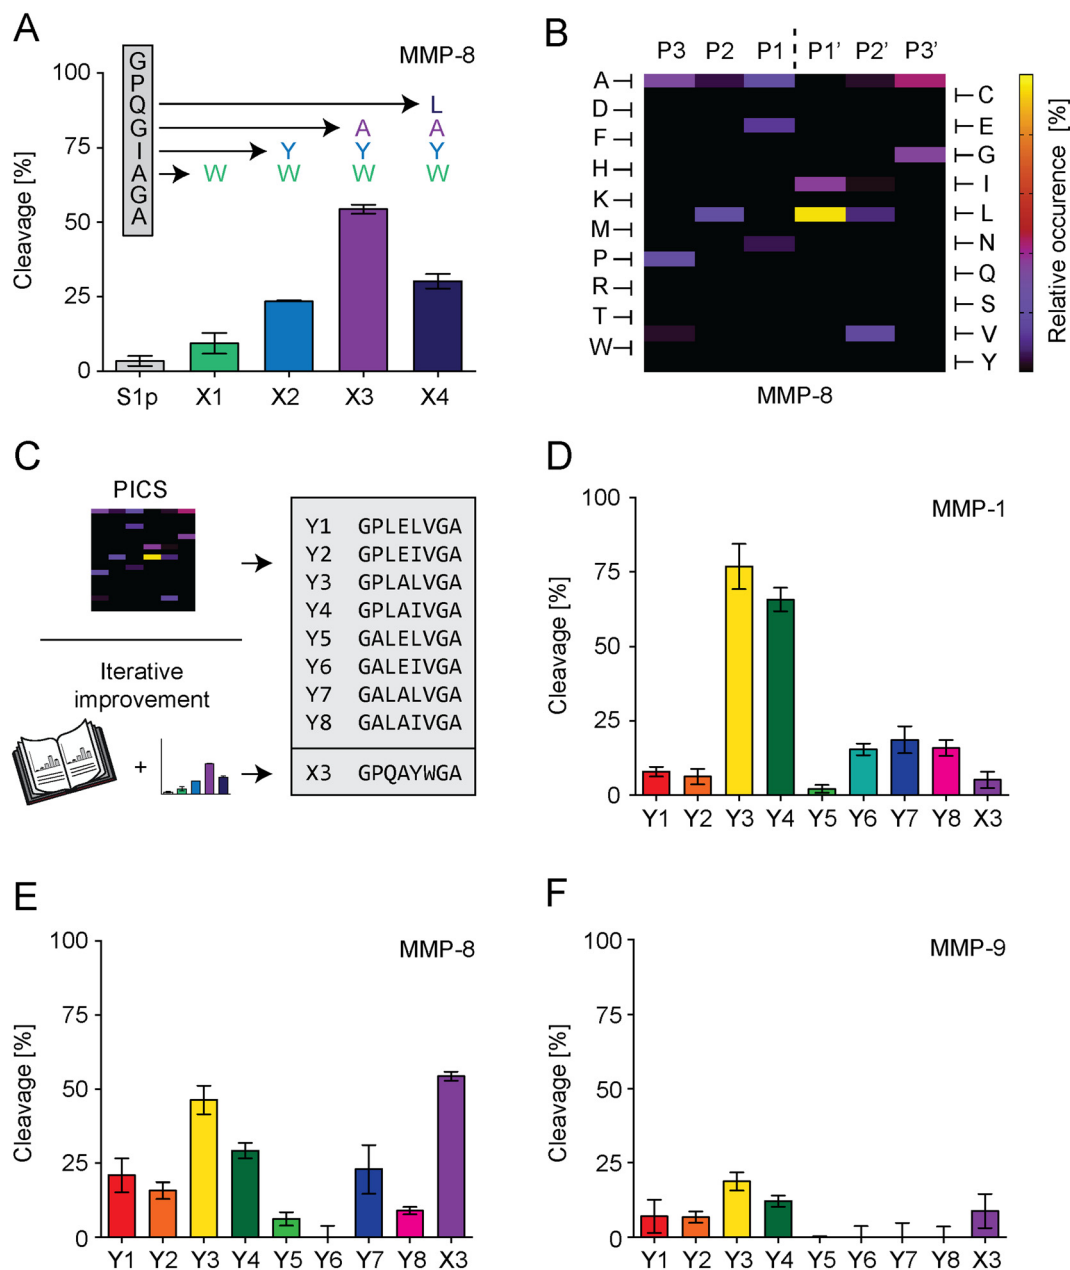 A
MMP-8
100
75
50
25
0
Cleavage [%]
G
P
Q
G
I
A
G
A
L
A A
Y Y Y
W W W W
S1p X1 X2 X3 X4
B
P3 P2 P1 P1' P2' P3'
A
D
F
H
K
M
P
R
T
W
C
E
G
I
L
N
Q
S
V
Y
Relative occurence [%]
MMP-8
C
PICS
Iterative
improvement
+
Y1 GPLELVGA
Y2 GPLEIVGA
Y3 GPLALVGA
Y4 GPLAIVGA
Y5 GALELVGA
Y6 GALEIVGA
Y7 GALALVGA
Y8 GALAIVGA
X3 GPQAYWGA
D
MMP-1
100
75
50
25
0
Cleavage [%]
Y1 Y2 Y3 Y4 Y5 Y6 Y7 Y8 X3
E
MMP-8
100
75
50
25
0
Cleavage [%]
Y1 Y2 Y3 Y4 Y5 Y6 Y7 Y8 X3
F
MMP-9
100
75
50
25
0
Cleavage [%]
Y1 Y2 Y3 Y4 Y5 Y6 Y7 Y8 X3